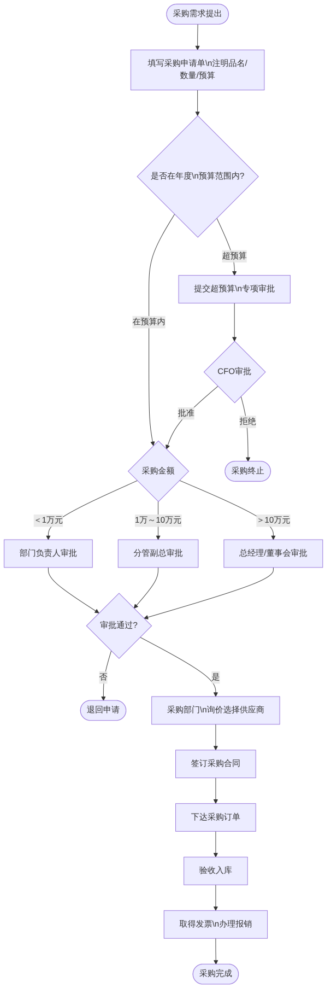 采购需求提出
填写采购申请单\n注明品名/
数量/预算
是否在年度\n预算范围内?
超预算
提交超预算\n专项审批
在预算内
CFO审批
批准
拒绝
采购金额
采购终止
＜1万元
1万～10万元
＞10万元
部门负责人审批
分管副总审批
总经理/董事会审批
审批通过?
否
是
退回申请
采购部门\n询价选择供应商
签订采购合同
下达采购订单
验收入库
取得发票\n办理报销
采购完成